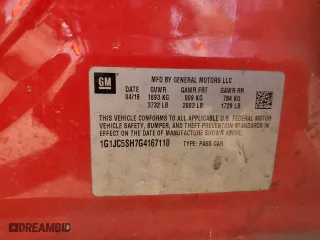 GM
MFD BY GENERAL MOTORS LLC
DATE GVWR GAWR FRT GAWR RR
04/16 1693 KG 909 KG 784 KG
3732 LB 2003 LB 1729 LB
THIS VEHICLE CONFORMS TO ALL APPLICABLE U.S. FEDERAL MOTOR
VEHICLE SAFETY, BUMPER, AND THEFT PREVENTION STANDARDS
IN EFFECT ON THE DATE OF MANUFACTURE SHOWN ABOVE.
1G1JC5SH7G4167110 TYPE: PASS CAR
© DREAMBID.COM